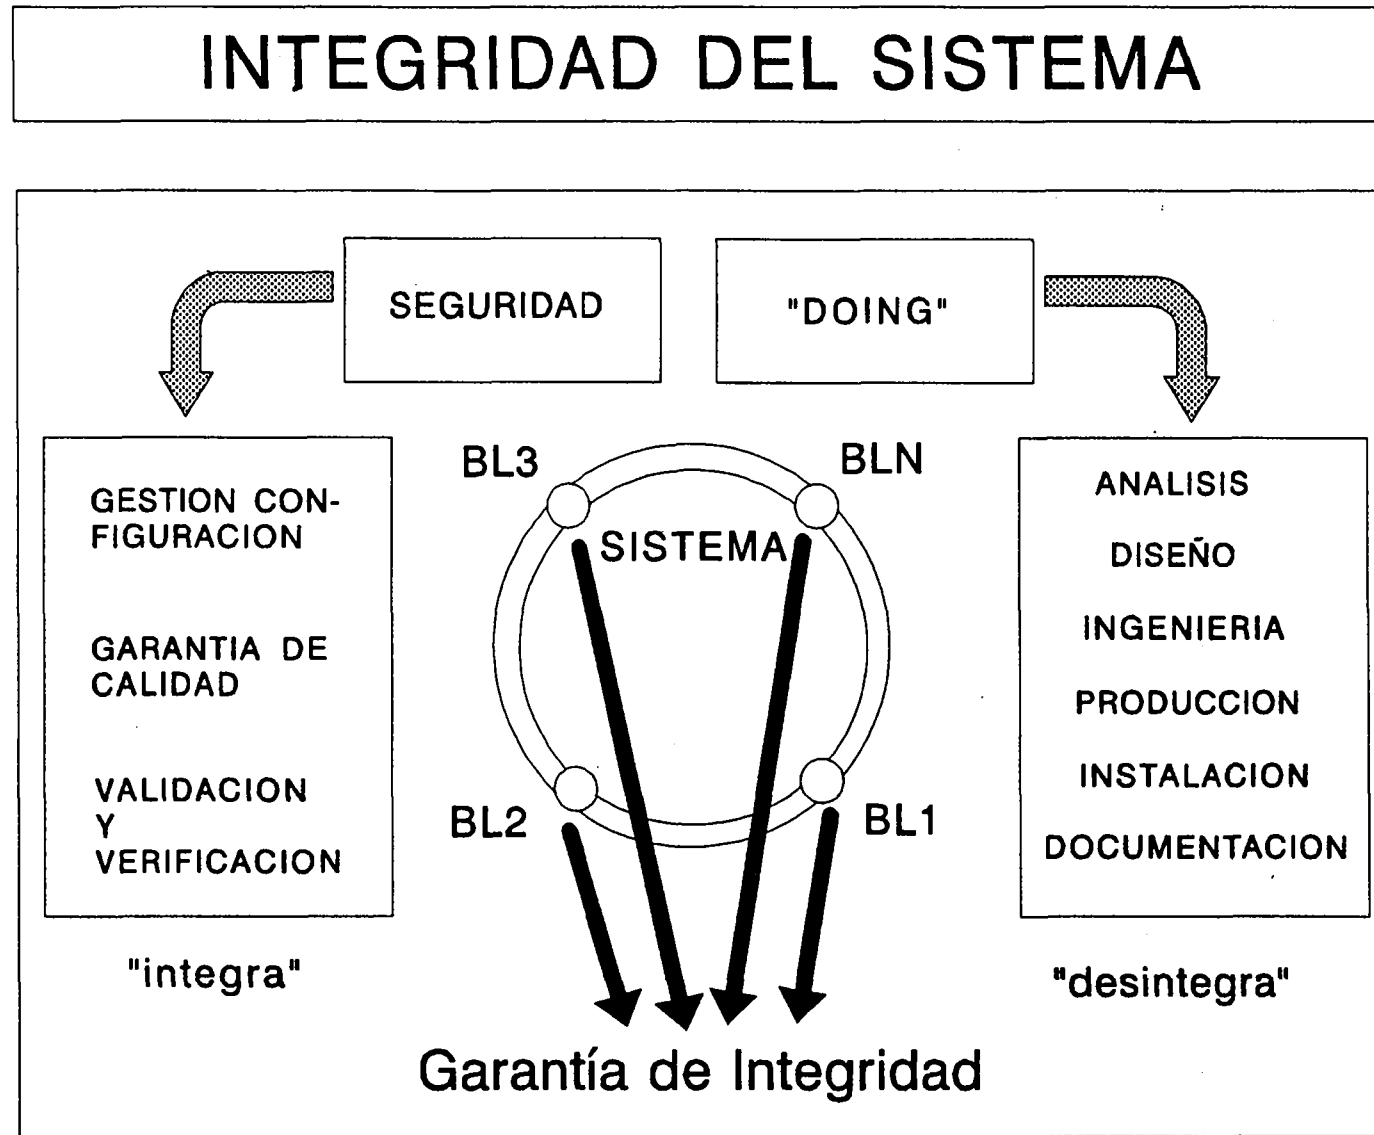 INTEGRIDAD DEL SISTEMA
SEGURIDAD
"DOING"
GESTION CON-
FIGURACION
GARANTIA DE
CALIDAD
VALIDACION
Y
VERIFICACION
"integra"
BL3
BLN
SISTEMA
BL2
BL1
ANALISIS
DISEÑO
INGENIERIA
PRODUCCION
INSTALACION
DOCUMENTACION
"desintegra"
Garantía de Integridad